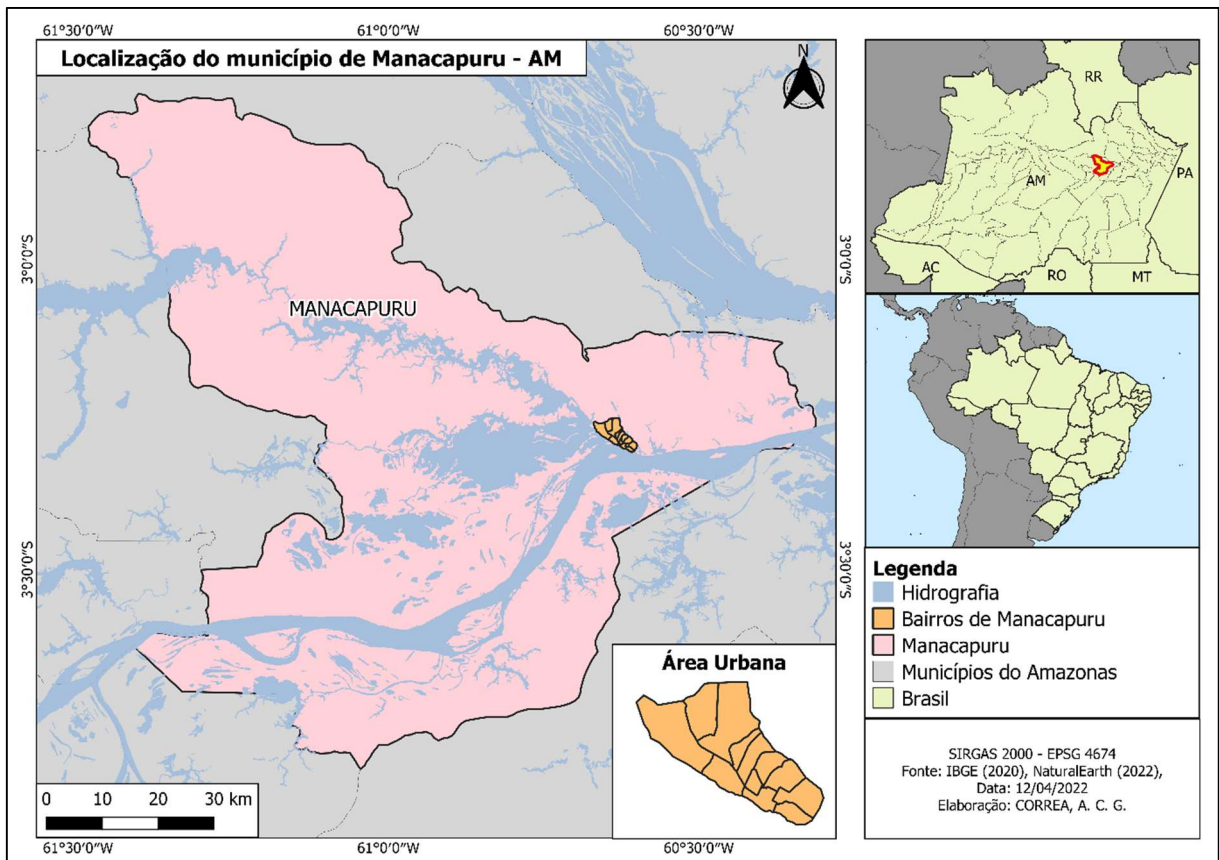 61°30'0"W
61°0'0"W
60°30'0"W
Localização do município de Manacapuru - AM
N
3°0'0"S
3°0'0"S
MANACAPURU
3°30'0"S
3°30'0"S
Área Urbana
0 10 20 30 km
61°30'0"W
61°0'0"W
60°30'0"W
RR
AM
PA
AC
RO
MT
Legenda
Hidrografia
Bairros de Manacapuru
Manacapuru
Municípios do Amazonas
Brasil
SIRGAS 2000 - EPSG 4674
Fonte: IBGE (2020), NaturalEarth (2022),
Data: 12/04/2022
Elaboração: CORREA, A. C. G.